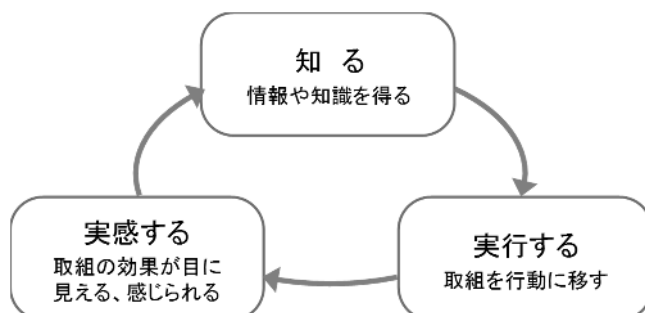 知 る
情報や知識を得る
実感する
取組の効果が目に
見える、感じられる
実行する
取組を行動に移す